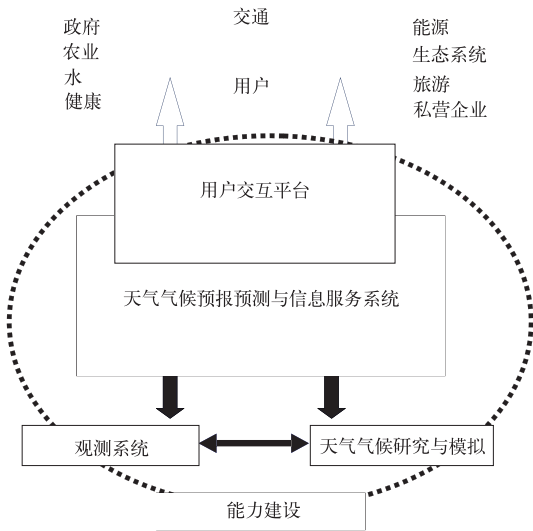 交通
政府
农业
水
健康
用户
能源
生态系统
旅游
私营企业
用户交互平台
天气气候预报预测与信息服务系统
观测系统
天气气候研究与模拟
能力建设